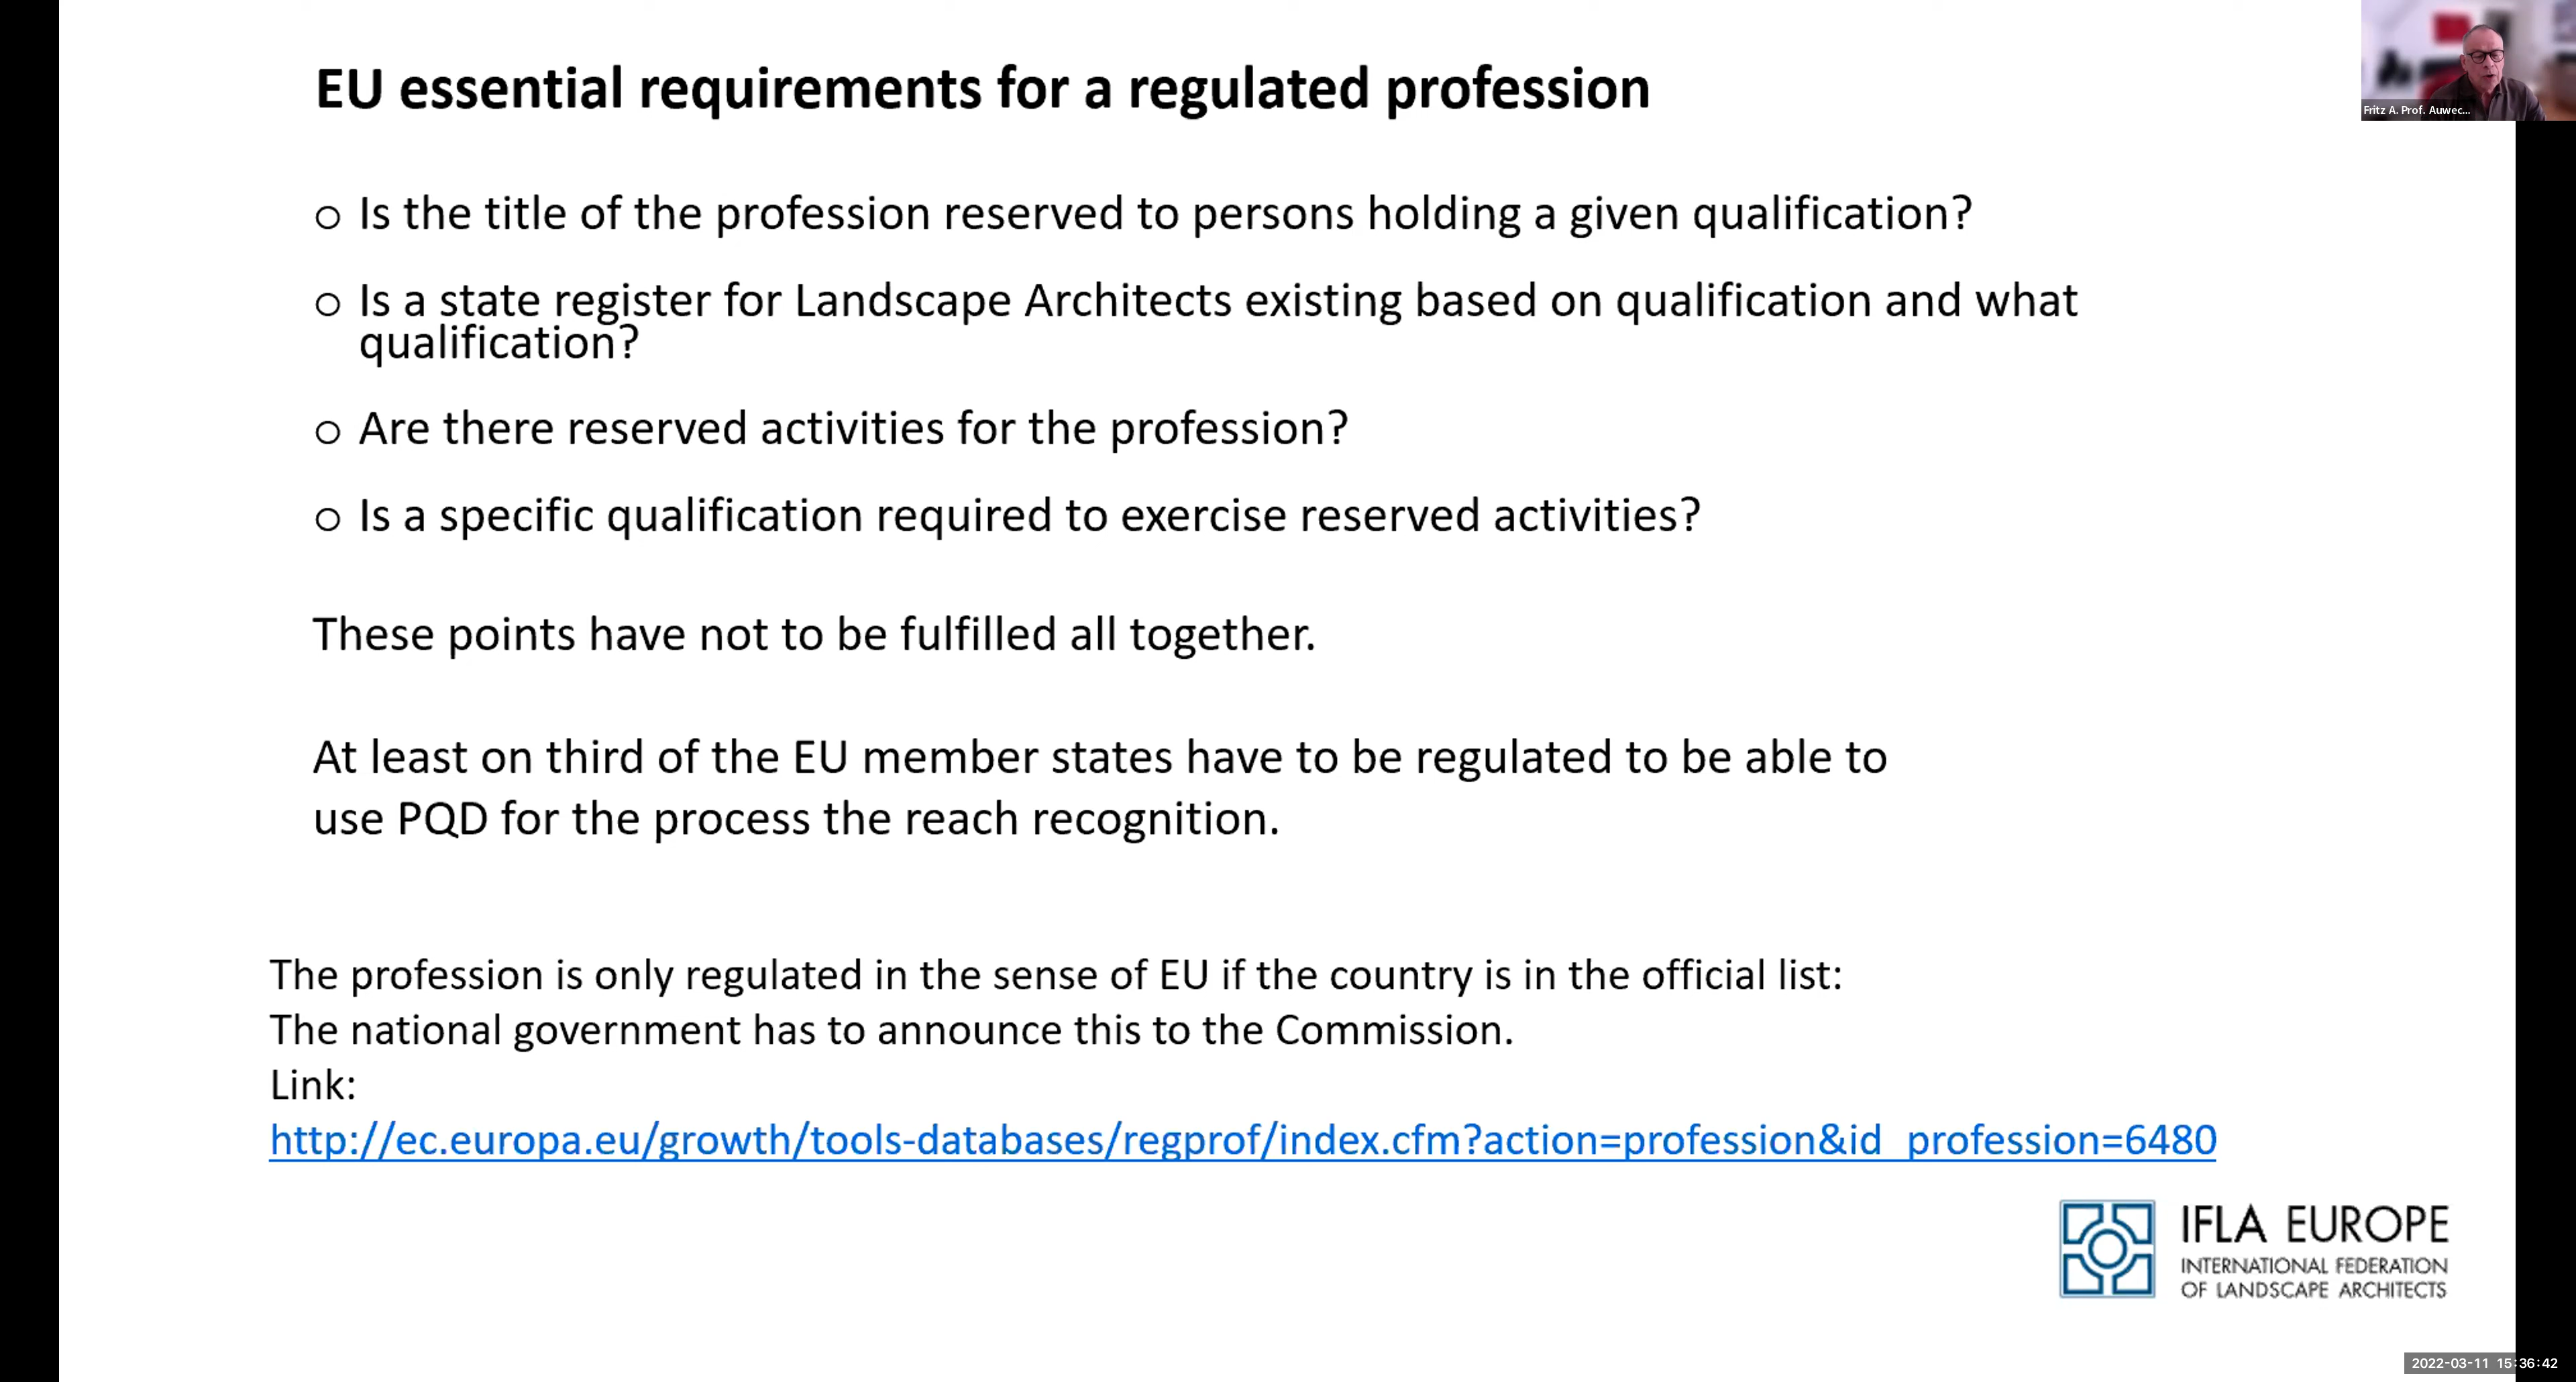 EU essential requirements for a regulated profession
Fritz A. Prof. Auwec...
o Is the title of the profession reserved to persons holding a given qualification?
o Is a state register for Landscape Architects existing based on qualification and what
qualification?
o Are there reserved activities for the profession?
o Is a specific qualification required to exercise reserved activities?
These points have not to be fulfilled all together.
At least on third of the EU member states have to be regulated to be able to
use PQD for the process the reach recognition.
The profession is only regulated in the sense of EU if the country is in the official list:
The national government has to announce this to the Commission.
Link:
http://ec.europa.eu/growth/tools-databases/regprof/index.cfm?action=profession&id_profession=6480
IFLA EUROPE
INTERNATIONAL FEDERATION
OF LANDSCAPE ARCHITECTS
2022-03-11 15:36:42